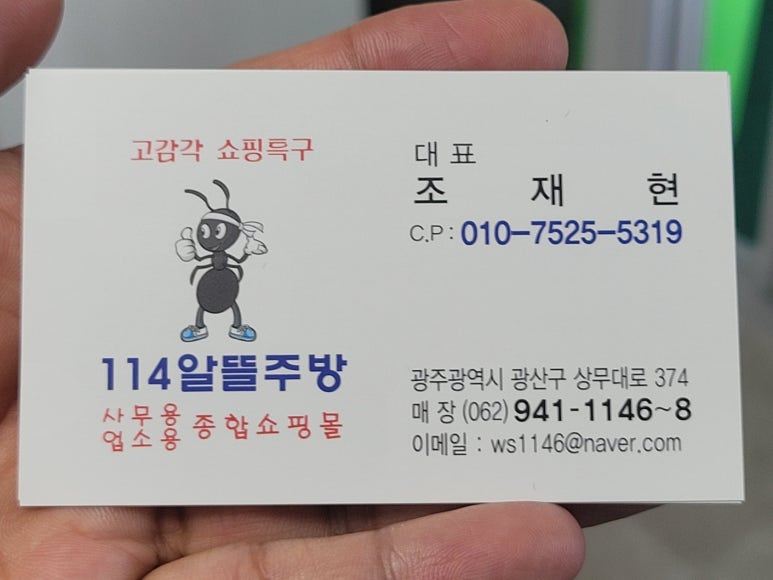 고감각 쇼핑특구
114알뜰주방
사무용
업소용 종합쇼핑몰
대표
조재현
C.P : 010-7525-5319
광주광역시 광산구 상무대로 374
매 장 (062) 941-1146~8
이메일 : ws1146@naver.com